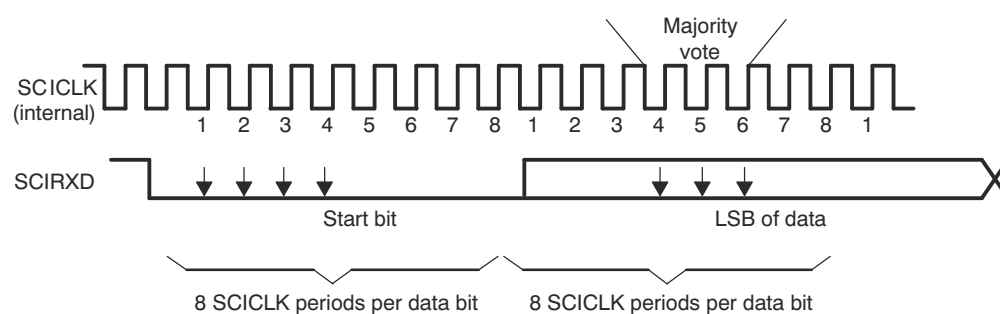 Majority
vote
SCICLK
(internal)
1 2 3 4 5 6 7 8 1 2 3 4 5 6 7 8 1
SCIRXD
Start bit LSB of data
8 SCICLK periods per data bit 8 SCICLK periods per data bit